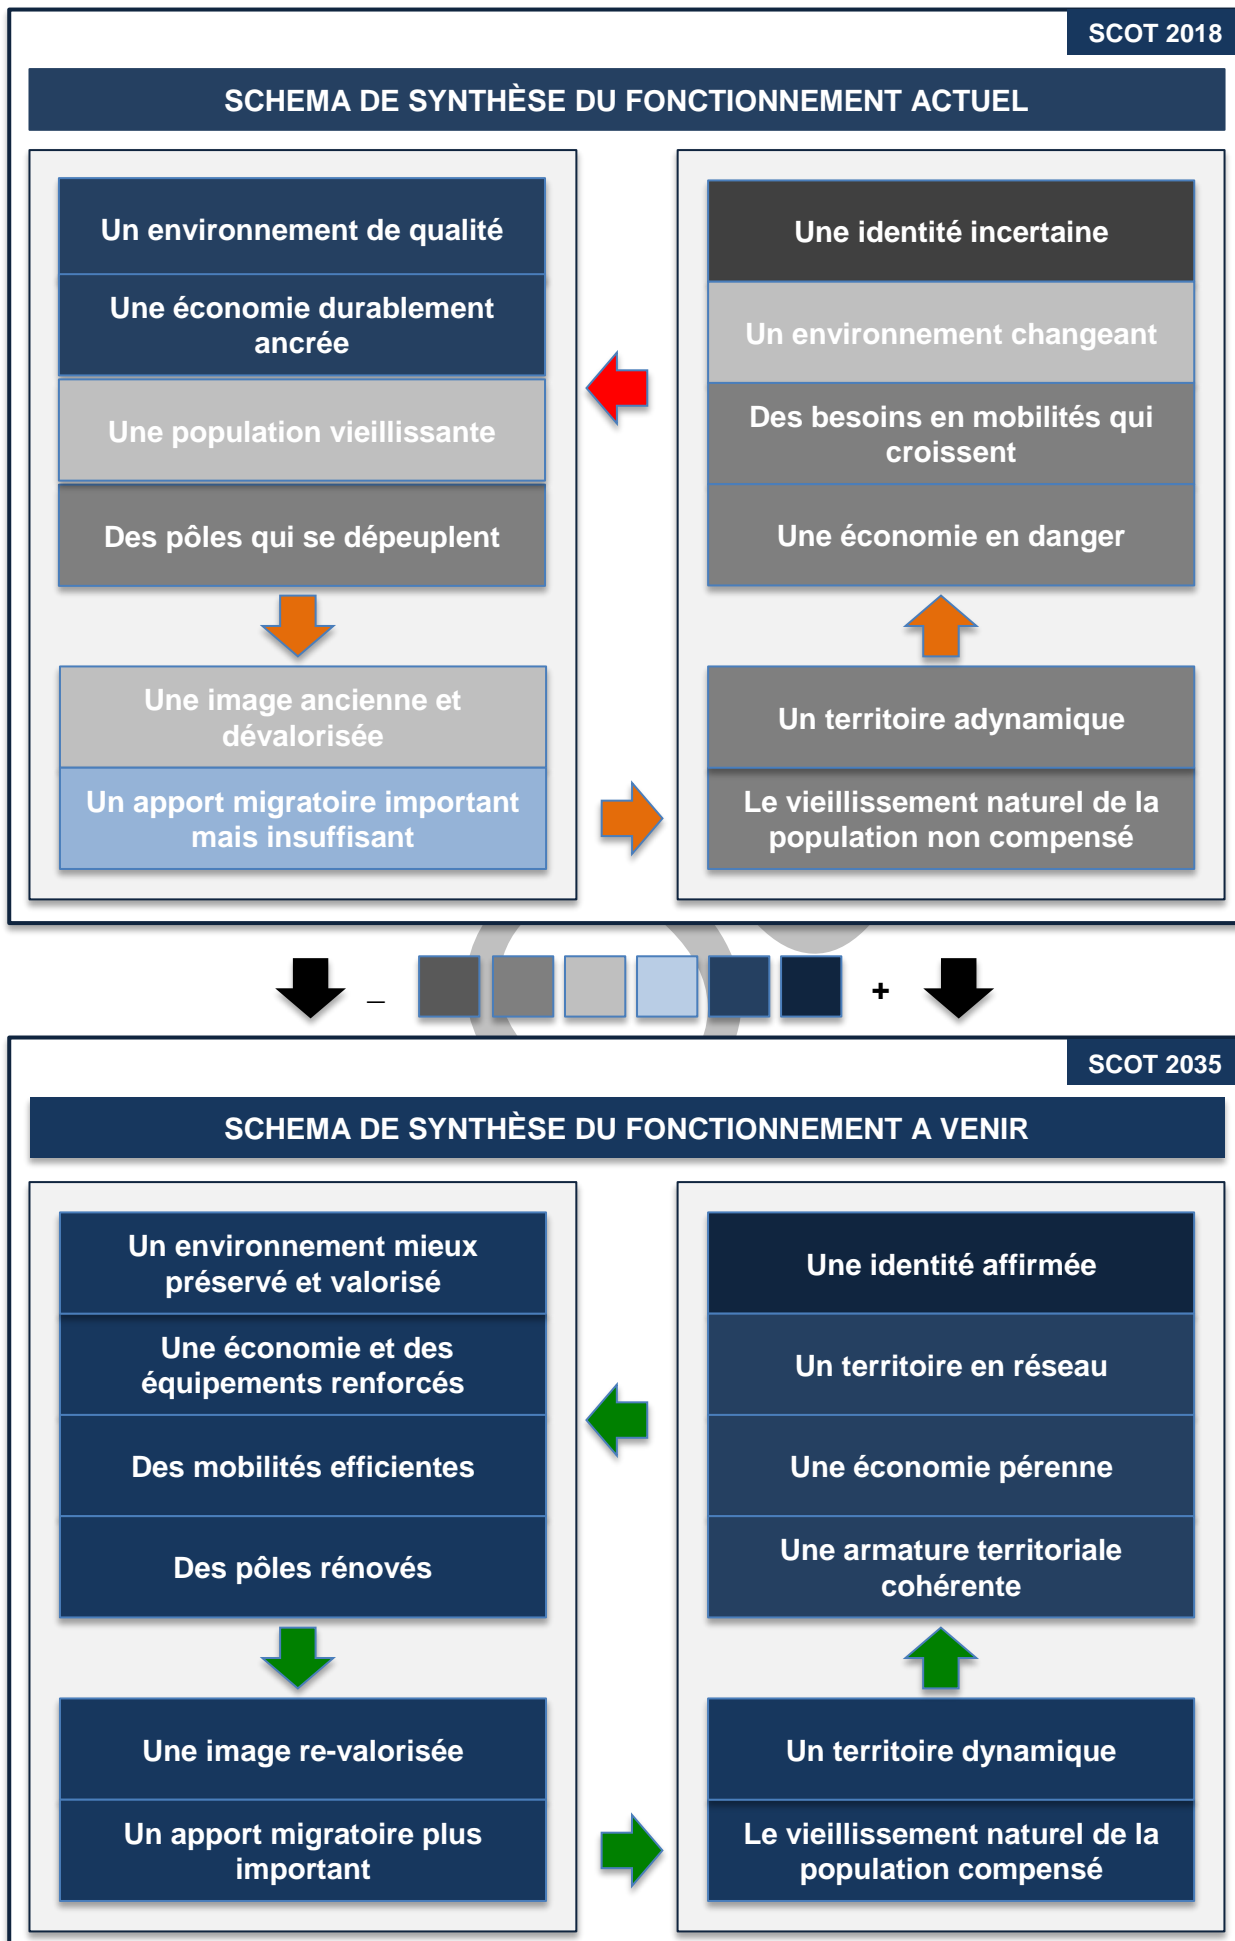 SCOT 2018
SCHEMA DE SYNTHÈSE DU FONCTIONNEMENT ACTUEL
Un environnement de qualité
Une économie durablement
ancrée
Une population vieillissante
Des pôles qui se dépeuplent
Une image ancienne et
dévalorisée
Un apport migratoire important
mais insuffisant
Une identité incertaine
Un environnement changeant
Des besoins en mobilités qui
croissent
Une économie en danger
Un territoire adynamique
Le vieillissement naturel de la
population non compensé
_ +
SCOT 2035
SCHEMA DE SYNTHÈSE DU FONCTIONNEMENT A VENIR
Un environnement mieux
préservé et valorisé
Une économie et des
équipements renforcés
Des mobilités efficientes
Des pôles rénovés
Une image re-valorisée
Un apport migratoire plus
important
Une identité affirmée
Un territoire en réseau
Une économie pérenne
Une armature territoriale
cohérente
Un territoire dynamique
Le vieillissement naturel de la
population compensé